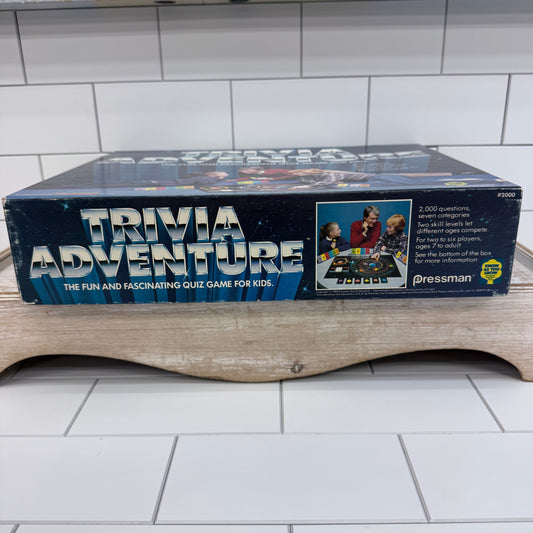 TRIVIA
ADVENTURE
#2000
TRIVIA
ADVENTURE
THE FUN AND FASCINATING QUIZ GAME FOR KIDS.
2,000 questions,
seven categories
Two skill levels let
different ages compete.
For two to six players,
ages 7 to adult!
See the bottom of the box
for more information
Pressman®